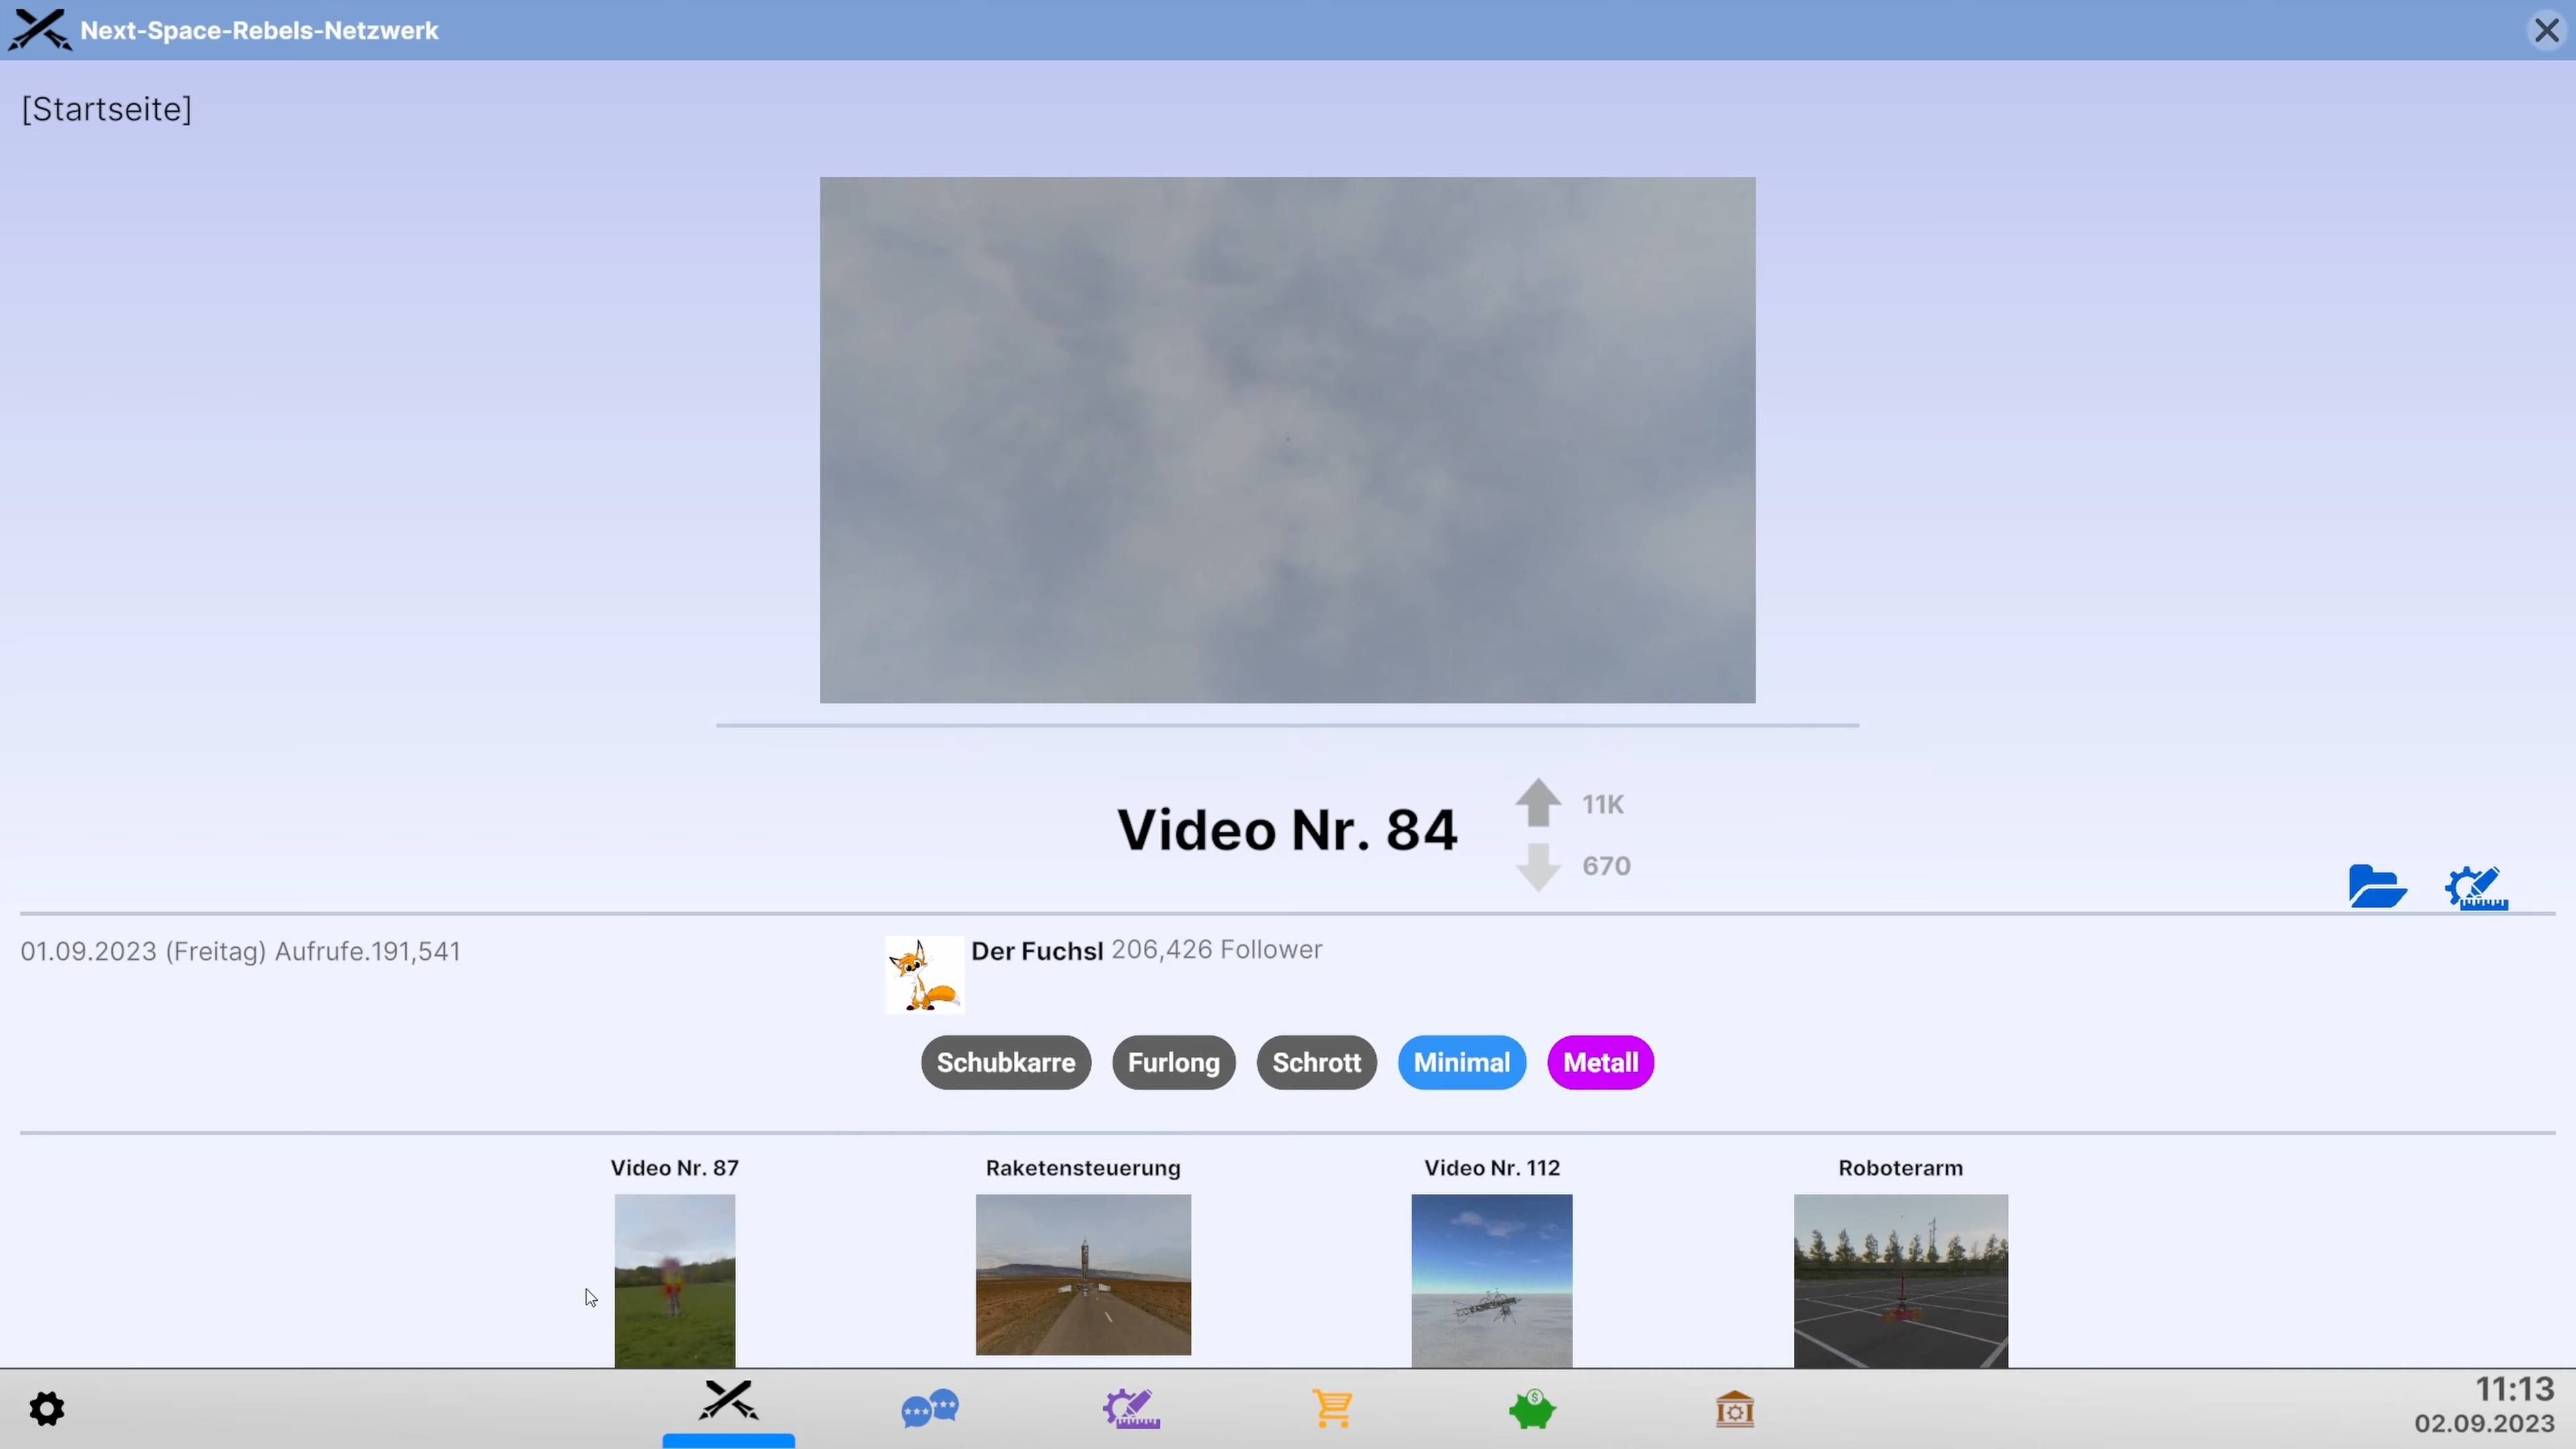 Next-Space-Rebels-Netzwerk
[Startseite]
Video Nr. 84
11K
670
01.09.2023 (Freitag) Aufrufe.191,541
Der Fuchsl 206,426 Follower
Schubkarre Furlong Schrott Minimal Metall
Video Nr. 87 Raketensteuerung Video Nr. 112 Roboterarm
11:13
02.09.2023